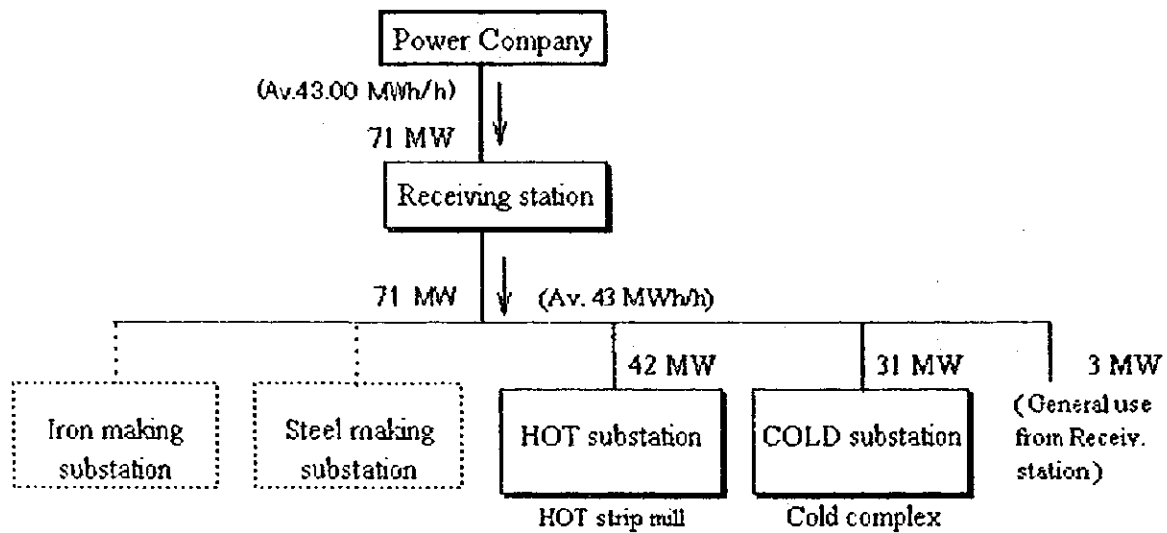 Power Company
(Av.43.00 MWh/h)
71 MW
Receiving station
71 MW
(Av. 43 MWh/h)
42 MW
31 MW
3 MW
Iron making
substation
Steel making
substation
HOT substation
COLD substation
(General use
from Receiv.
station)
HOT strip mill
Cold complex